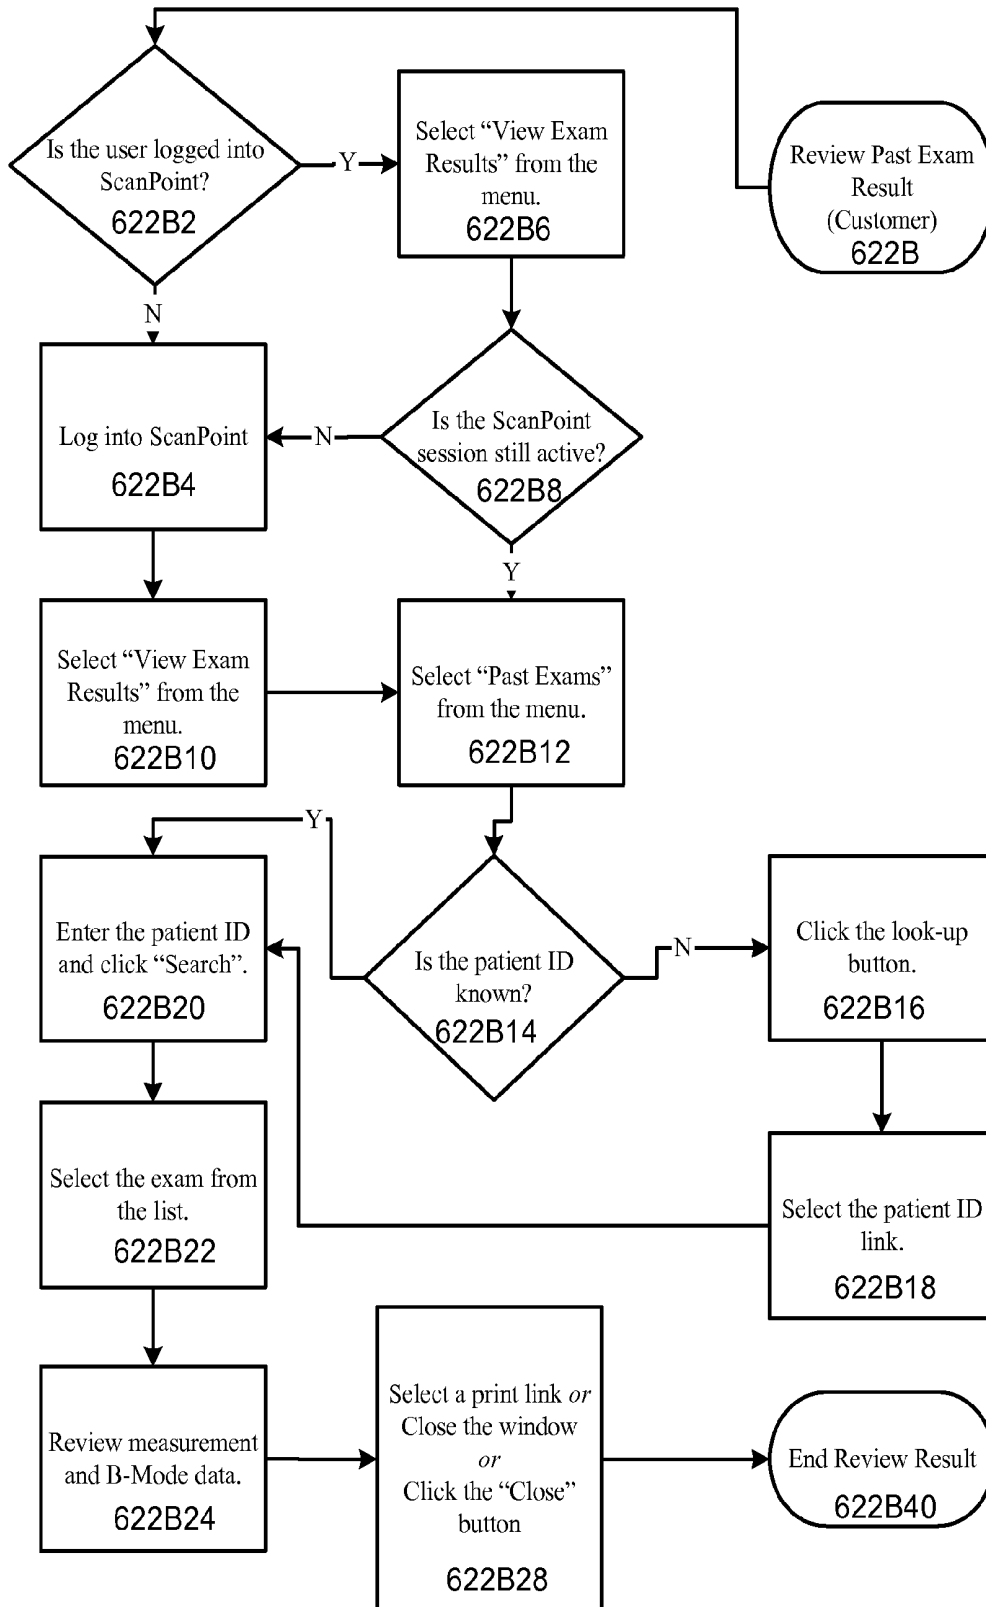 Is the user logged into
ScanPoint?
622B2
Y
Select “View Exam
Results” from the
menu.
622B6
Review Past Exam
Result
(Customer)
622B
N
Log into ScanPoint
622B4
N
Is the ScanPoint
session still active?
622B8
Y
Select “View Exam
Results” from the
menu.
622B10
Select “Past Exams”
from the menu.
622B12
Y
Enter the patient ID
and click “Search”.
622B20
Is the patient ID
known?
622B14
N
Click the look-up
button.
622B16
Select the exam from
the list.
622B22
Select the patient ID
link.
622B18
Review measurement
and B-Mode data.
622B24
Select a print link or
Close the window
or
Click the “Close”
button
622B28
End Review Result
622B40